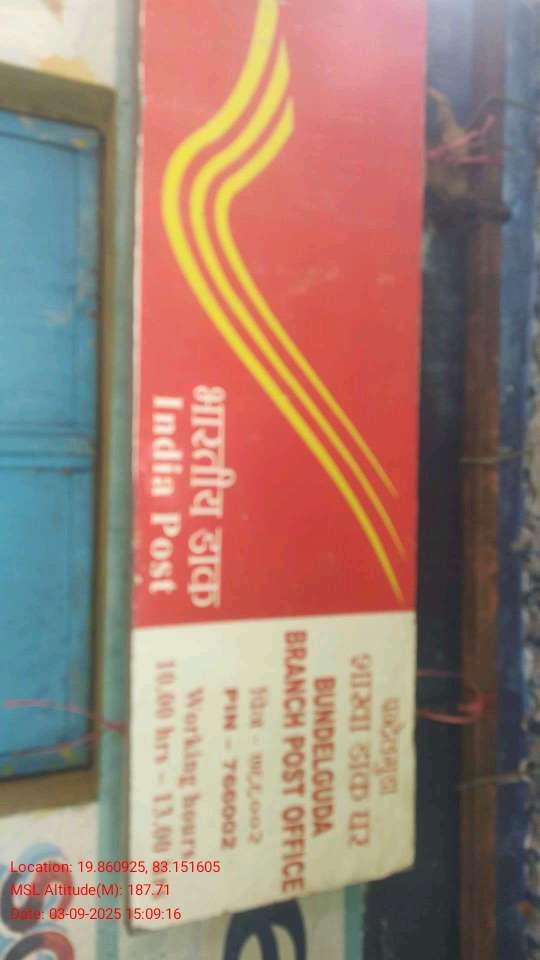 भारतीय डाक
India Post
शाखा डाक घर
BUNDELGUDA
BRANCH POST OFFICE
PIN - 766002
Working hours
10.00 hrs - 13.00
Location: 19.860925, 83.151605
MSL Altitude(M): 187.71
Date: 03-09-2025 15:09:16